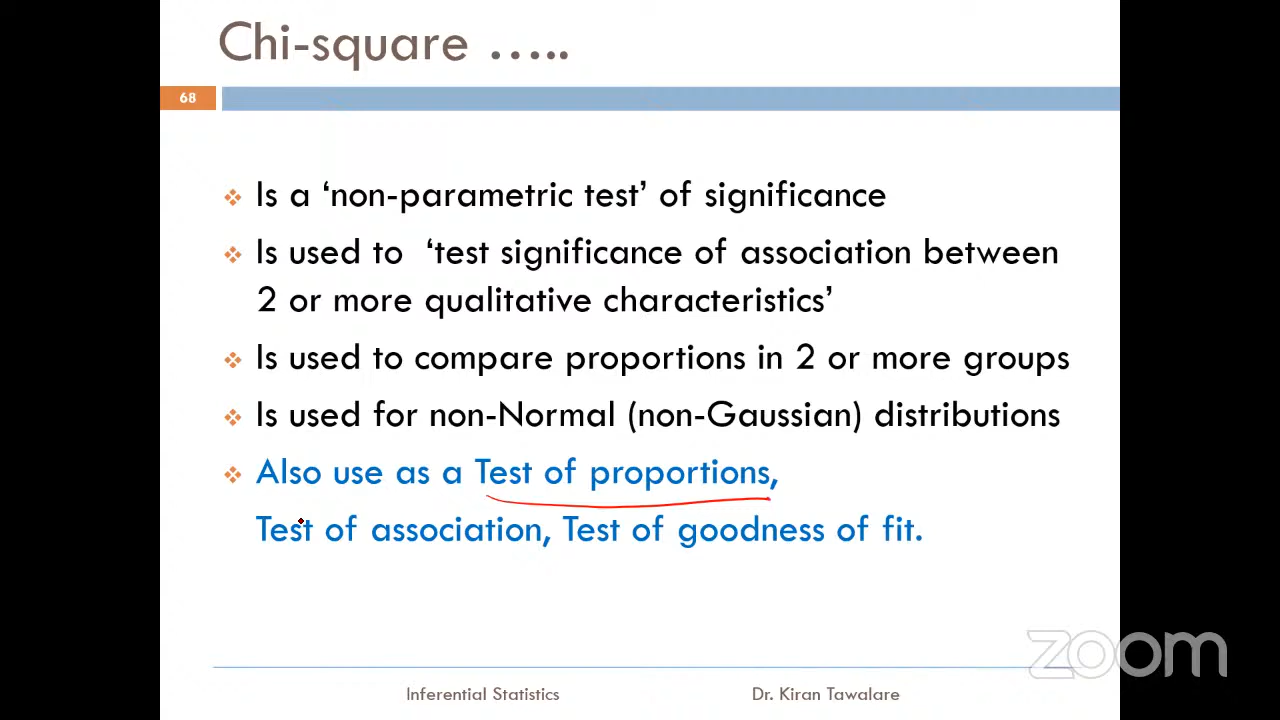 Chi-square …..
68
Is a ‘non-parametric test’ of significance
Is used to ‘test significance of association between
2 or more qualitative characteristics’
Is used to compare proportions in 2 or more groups
Is used for non-Normal (non-Gaussian) distributions
Also use as a Test of proportions,
Test of association, Test of goodness of fit.
zoom
Inferential Statistics
Dr. Kiran Tawalare